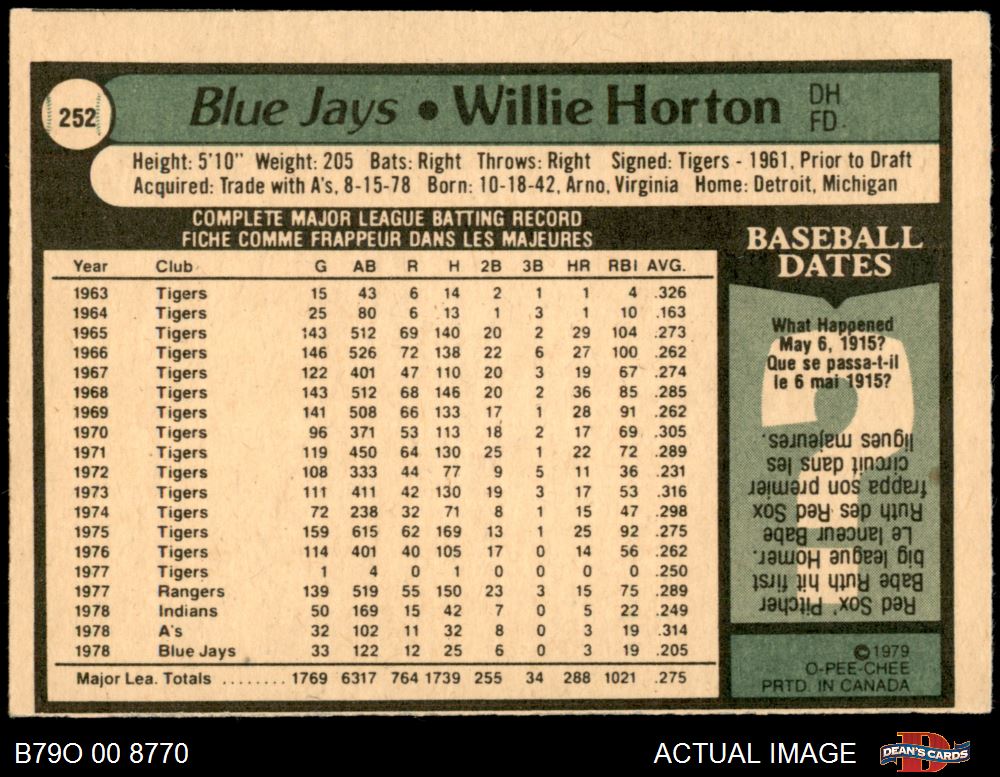 252
Blue Jays • Willie Horton DH
FD
Height: 5'10" Weight: 205 Bats: Right Throws: Right Signed: Tigers - 1961, Prior to Draft
Acquired: Trade with A's, 8-15-78 Born: 10-18-42, Arno, Virginia Home: Detroit, Michigan
COMPLETE MAJOR LEAGUE BATTING RECORD
FICHE COMME FRAPPEUR DANS LES MAJEURES
Year Club G AB R H 2B 3B HR RBI AVG.
1963 Tigers 15 43 6 14 2 1 1 4 .326
1964 Tigers 25 80 6 13 1 3 1 10 .163
1965 Tigers 143 512 69 140 20 2 29 104 .273
1966 Tigers 146 526 72 138 22 6 27 100 .262
1967 Tigers 122 401 47 110 20 3 19 67 .274
1968 Tigers 143 512 68 146 20 2 36 85 .285
1969 Tigers 141 508 66 133 17 1 28 91 .262
1970 Tigers 96 371 53 113 18 2 17 69 .305
1971 Tigers 119 450 64 130 25 1 22 72 .289
1972 Tigers 108 333 44 77 9 5 11 36 .231
1973 Tigers 111 411 42 130 19 3 17 53 .316
1974 Tigers 72 238 32 71 8 1 15 47 .298
1975 Tigers 159 615 62 169 13 1 25 92 .275
1976 Tigers 114 401 40 105 17 0 14 56 .262
1977 Tigers 1 4 0 1 0 0 0 0 .250
1977 Rangers 139 519 55 150 23 3 15 75 .289
1978 Indians 50 169 15 42 7 0 5 22 .249
1978 A's 32 102 11 32 8 0 3 19 .314
1978 Blue Jays 33 122 12 25 6 0 3 19 .205
Major Lea. Totals ........ 1769 6317 764 1739 255 34 288 1021 .275
BASEBALL
DATES
What Happened
May 6, 1915?
Que se passa-t-il
le 6 mai 1915?
Red Sox' Pitcher
Babe Ruth hit first
big league Homer.
Le lanceur Babe
Ruth des Red Sox
frappa son premier
circuit dans les
ligues majeures.
©1979
O-PEE-CHEE
PRTD. IN CANADA
B79O 00 8770
ACTUAL IMAGE
DEAN'S CARDS